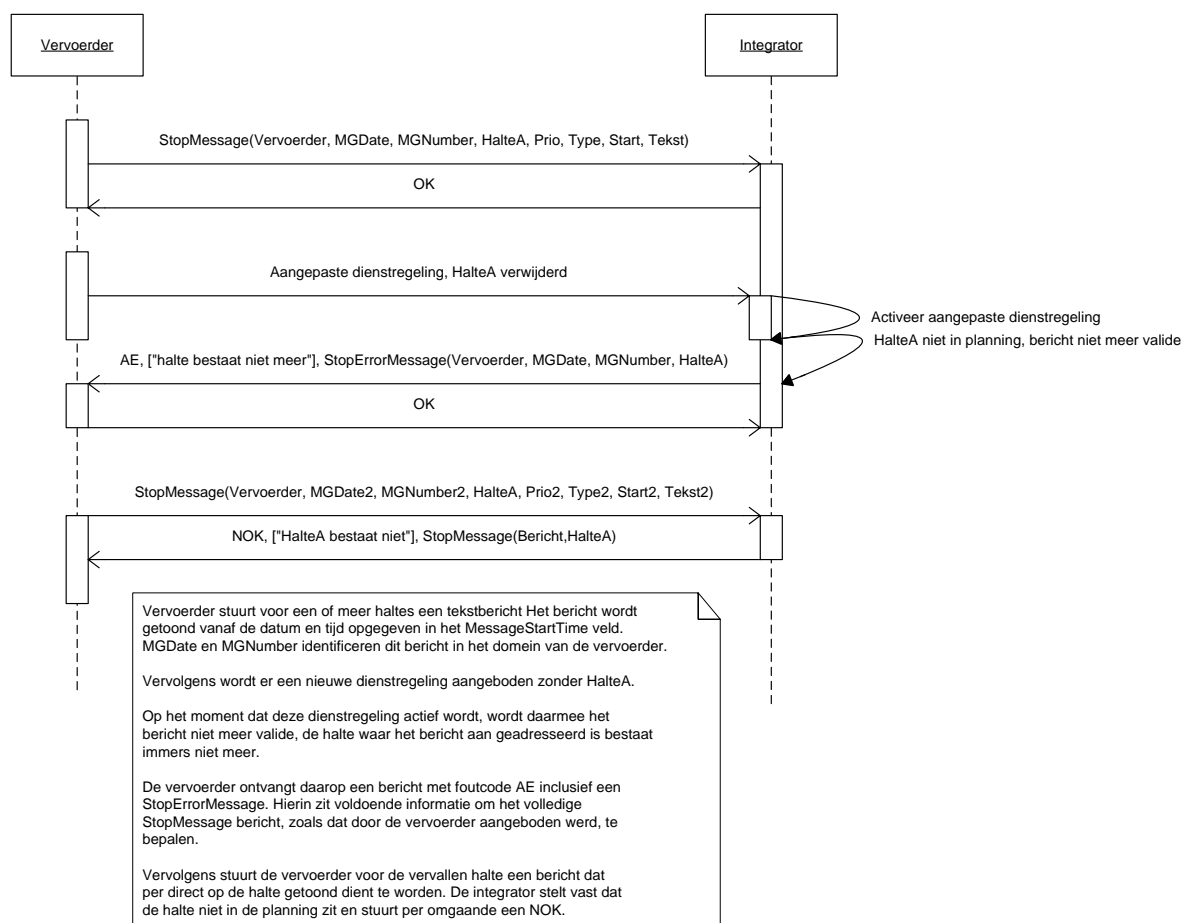 Vervoerder
Integrator
StopMessage(Vervoerder, MGDate, MGNumber, HalteA, Prio, Type, Start, Tekst)
OK
Aangepaste dienstregeling, HalteA verwijderd
Activeer aangepaste dienstregeling
HalteA niet in planning, bericht niet meer valide
AE, ["halte bestaat niet meer"], StopErrorMessage(Vervoerder, MGDate, MGNumber, HalteA)
OK
StopMessage(Vervoerder, MGDate2, MGNumber2, HalteA, Prio2, Type2, Start2, Tekst2)
NOK, ["HalteA bestaat niet"], StopMessage(Bericht,HalteA)
Vervoerder stuurt voor een of meer haltes een tekstbericht Het bericht wordt
getoond vanaf de datum en tijd opgegeven in het MessageStartTime veld.
MGDate en MGNumber identificeren dit bericht in het domein van de vervoerder.
Vervolgens wordt er een nieuwe dienstregeling aangeboden zonder HalteA.
Op het moment dat deze dienstregeling actief wordt, wordt daarmee het
bericht niet meer valide, de halte waar het bericht aan geadresseerd is bestaat
immers niet meer.
De vervoerder ontvangt daarop een bericht met foutcode AE inclusief een
StopErrorMessage. Hierin zit voldoende informatie om het volledige
StopMessage bericht, zoals dat door de vervoerder aangeboden werd, te
bepalen.
Vervolgens stuurt de vervoerder voor de vervallen halte een bericht dat
per direct op de halte getoond dient te worden. De integrator stelt vast dat
de halte niet in de planning zit en stuurt per omgaande een NOK.